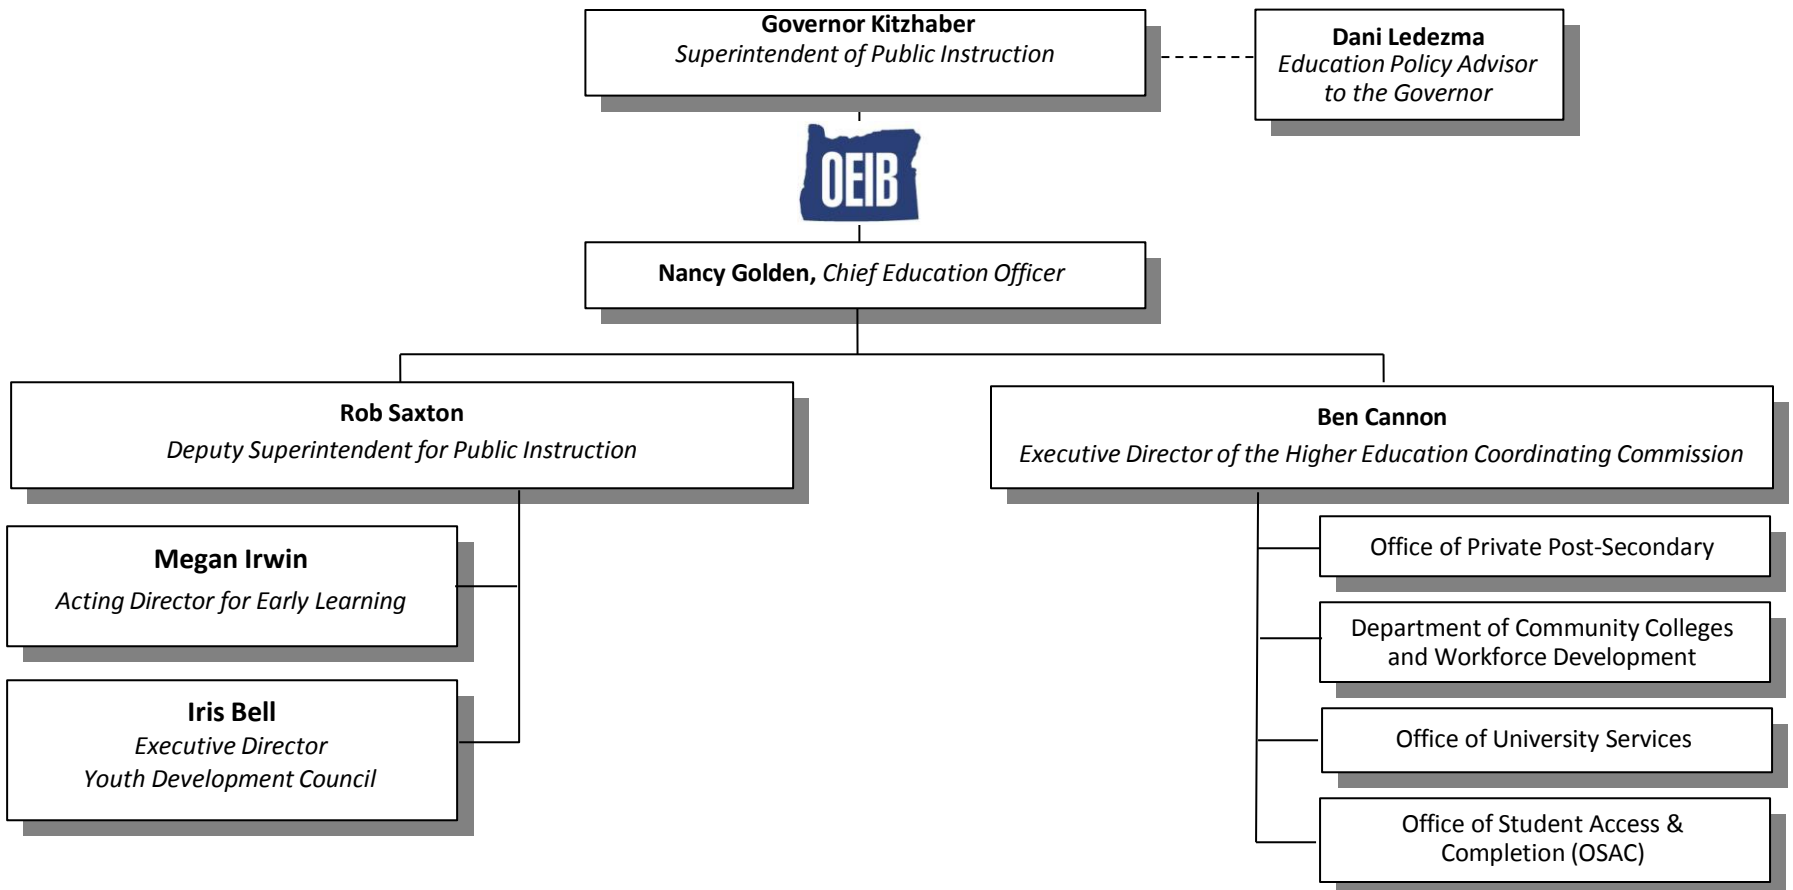 Governor Kitzhaber
Superintendent of Public Instruction
Dani Ledezma
Education Policy Advisor
to the Governor
OEIB
Nancy Golden, Chief Education Officer
Rob Saxton
Deputy Superintendent for Public Instruction
Ben Cannon
Executive Director of the Higher Education Coordinating Commission
Megan Irwin
Acting Director for Early Learning
Iris Bell
Executive Director
Youth Development Council
Office of Private Post-Secondary
Department of Community Colleges
and Workforce Development
Office of University Services
Office of Student Access &
Completion (OSAC)